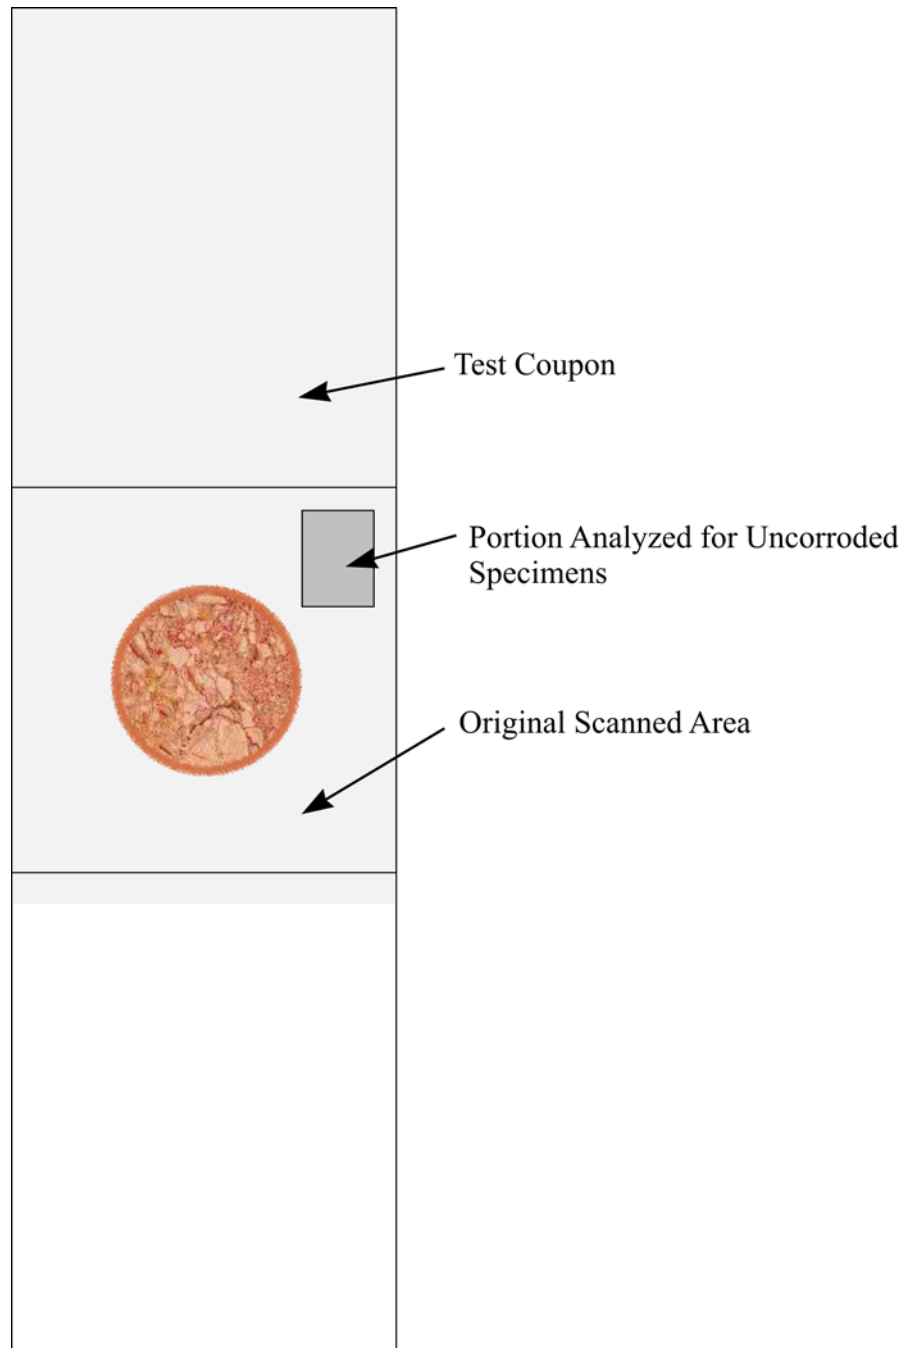 Test Coupon
Portion Analyzed for Uncorroded
Specimens
Original Scanned Area